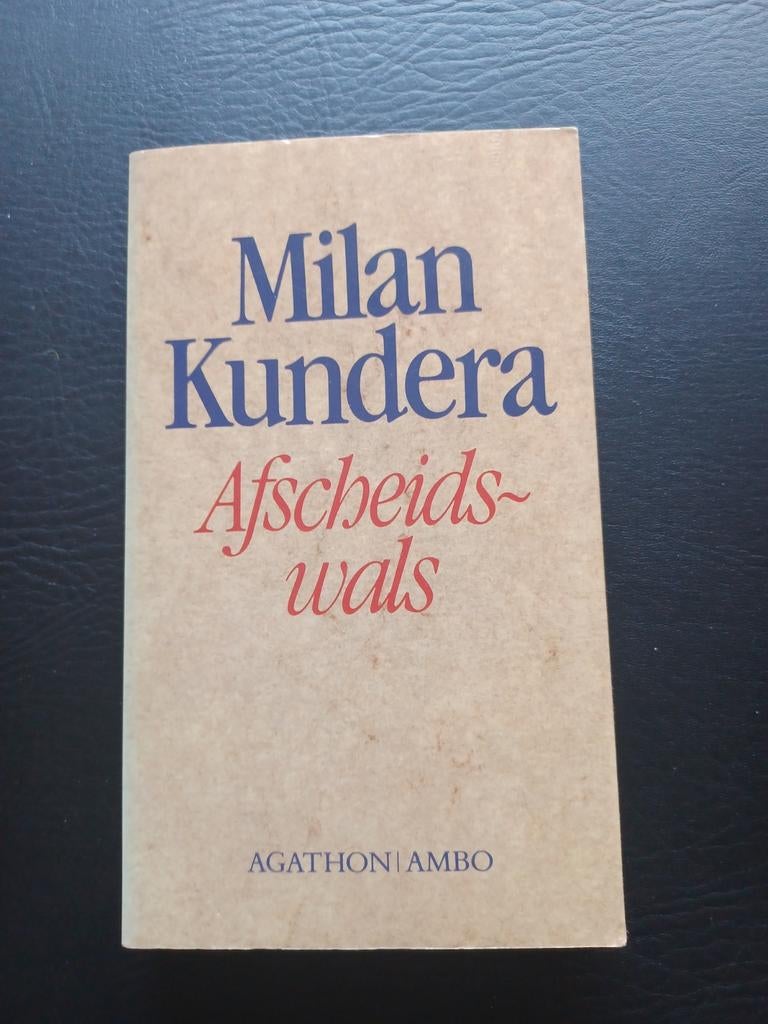 Milan
Kundera
Afscheids~
wals
AGATHON|AMBO